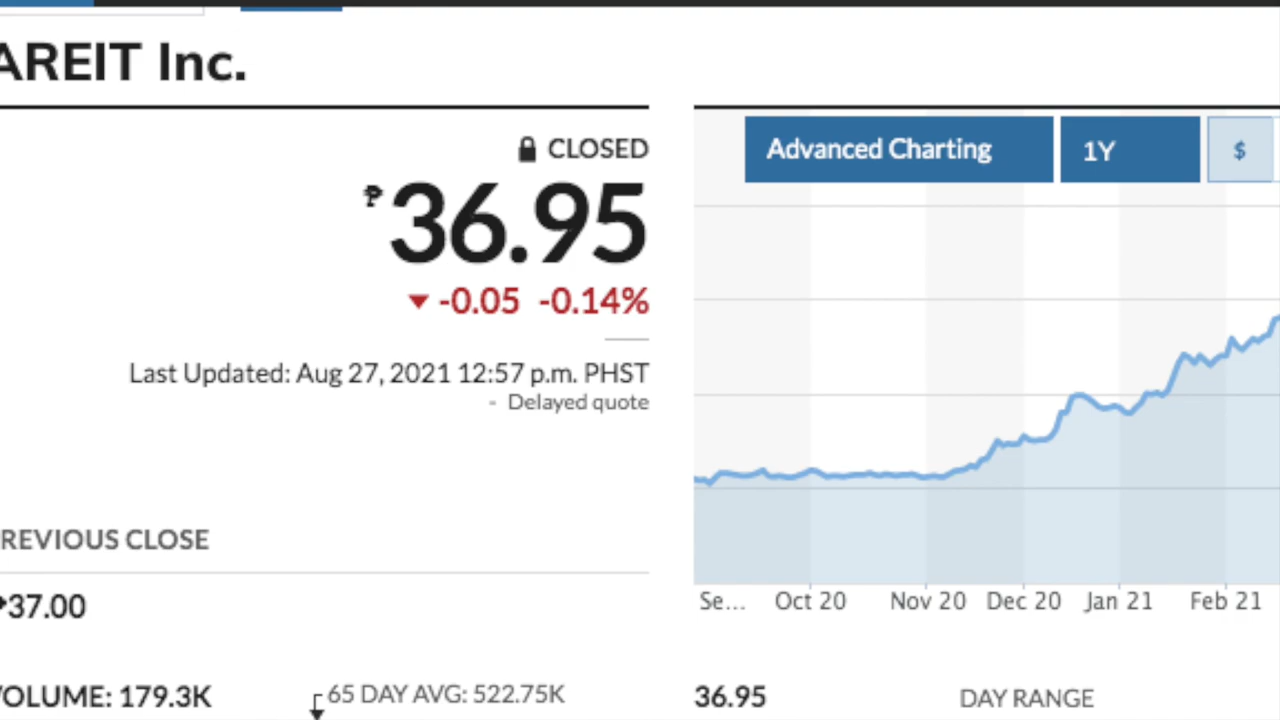 AREIT Inc.
CLOSED
₱36.95
-0.05 -0.14%
Last Updated: Aug 27, 2021 12:57 p.m. PHST
- Delayed quote
REVIOUS CLOSE
₱37.00
VOLUME: 179.3K
65 DAY AVG: 522.75K
Advanced Charting
1Y
$
Se... Oct 20 Nov 20 Dec 20 Jan 21 Feb 21
36.95 DAY RANGE